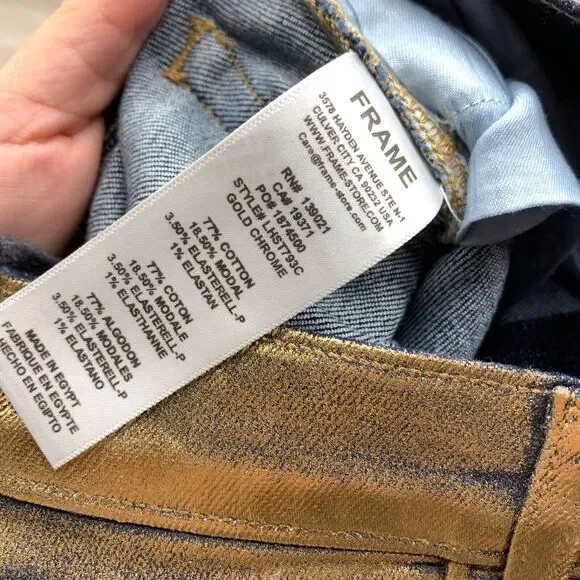 FRAME
3578 HAYDEN AVENUE STE N-1
CULVER CITY CA 90232 USA
WWW.FRAME-STORE.COM
Care@frame-store.com
RN# 139021
CA# 19371
PO# 1874500
STYLE# LHST793C
GOLD CHROME
77% COTTON
18.50% MODAL
3.50% ELASTERELL-P
1% ELASTAN
77% COTON
18.50% MODALE
3.50% ELASTERELL-P
1% ELASTHANNE
77% ALGODON
18.50% MODALES
3.50% ELASTERELL-P
1% ELASTANO
MADE IN EGYPT
FABRIQUE EN EGYPTE
HECHO EN EGIPTO